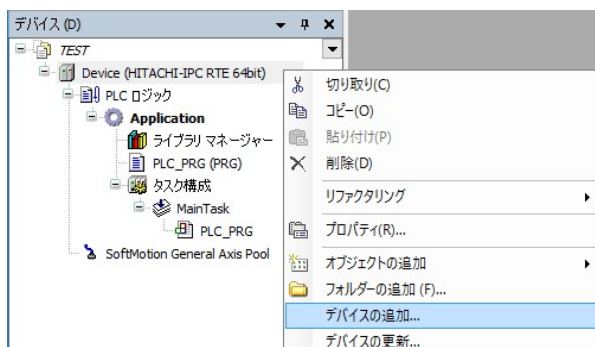 デバイス (D)
TEST
Device (HITACHI-IPC RTE 64bit)
PLC ロジック
Application
ライブラリ マネージャー
PLC_PRG (PRG)
タスク構成
MainTask
PLC_PRG
SoftMotion General Axis Pool
切り取り(C)
コピー(O)
貼り付け(P)
削除(D)
リファクタリング
プロパティ(R)...
オブジェクトの追加
フォルダーの追加 (F)...
デバイスの追加...
デバイスの更新...